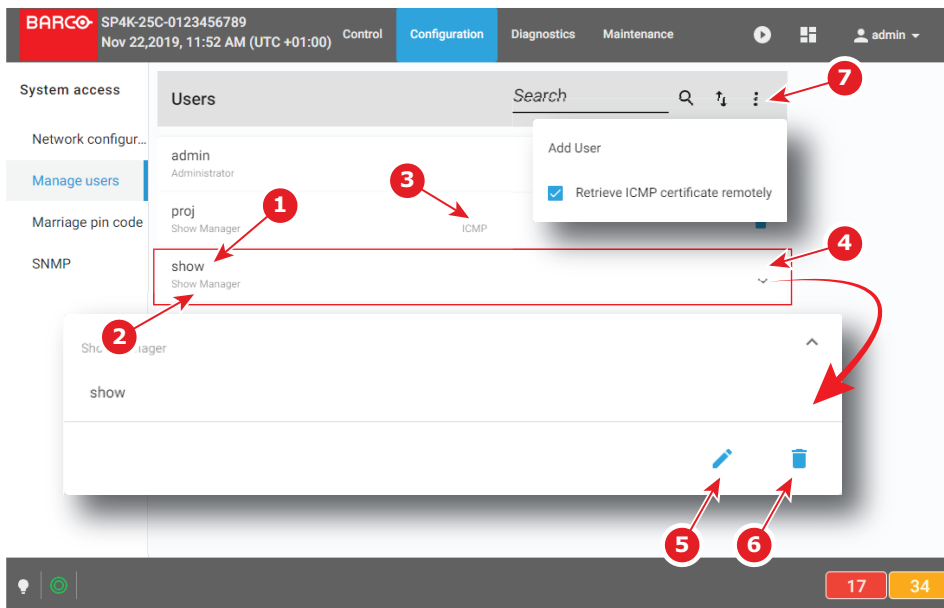 BARCO SP4K-25C-0123456789
Nov 22,2019, 11:52 AM (UTC +01:00)
Control Configuration Diagnostics Maintenance admin
System access
Network configur...
Manage users
Marriage pin code
SNMP
Users Search
7
Add User
Retrieve ICMP certificate remotely
admin
Administrator
1
3
proj
Show Manager ICMP
4
show
Show Manager
2
Sho ager
show
5
6
17 34